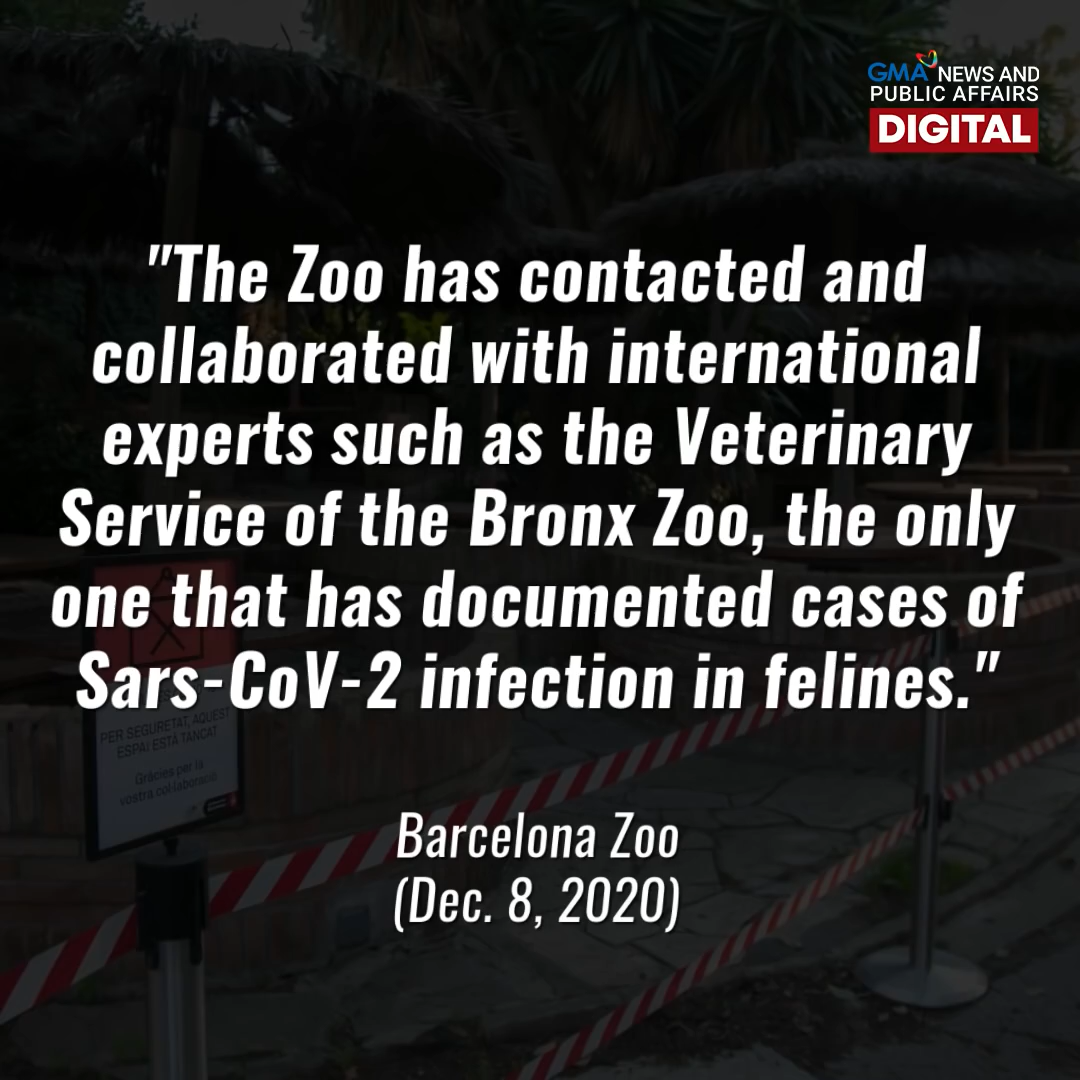 GMA NEWS AND
PUBLIC AFFAIRS
DIGITAL
"The Zoo has contacted and
collaborated with international
experts such as the Veterinary
Service of the Bronx Zoo, the only
one that has documented cases of
Sars-CoV-2 infection in felines."
PER SEGURETAT, AQUEST
ESPAI ESTÀ TANCAT
Gràcies per la
vostra col·laboració
Barcelona Zoo
(Dec. 8, 2020)